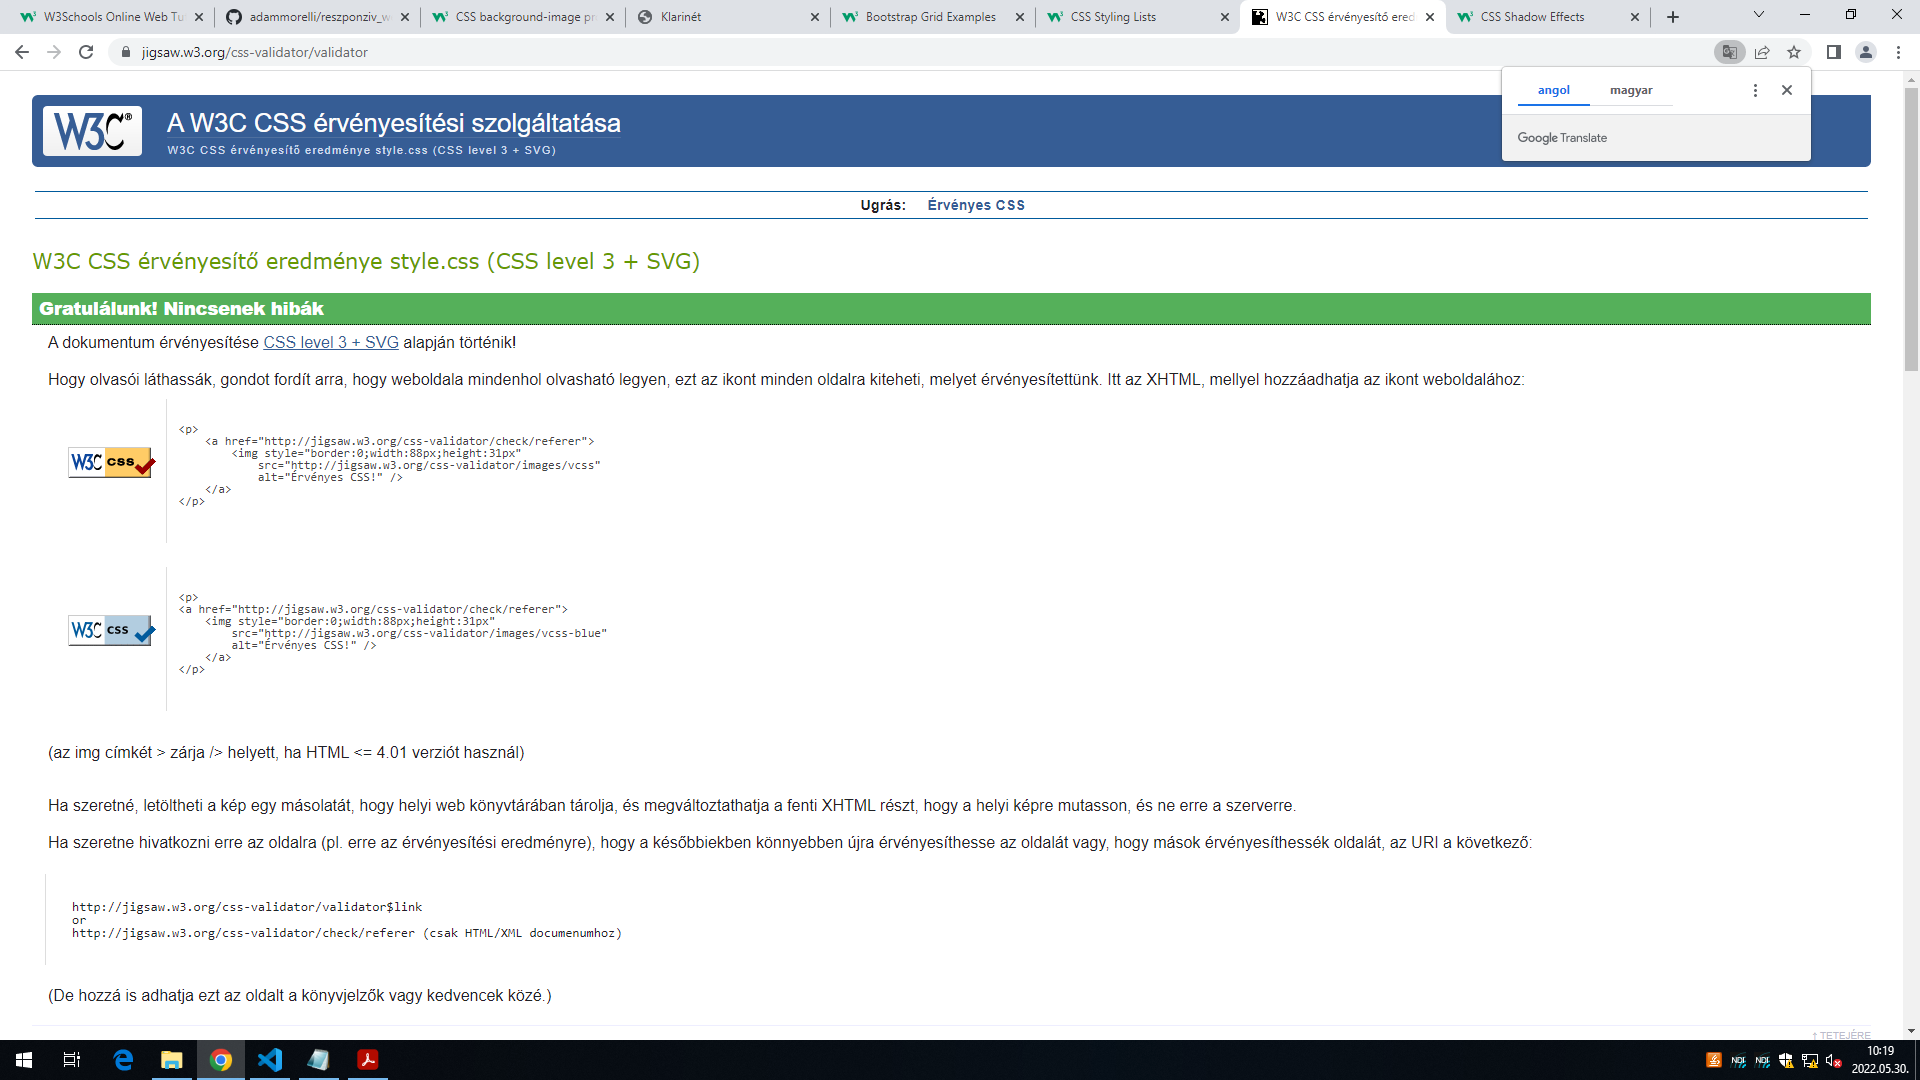 W3Schools Online Web Tu
adammorelli/reszponziv_w
CSS background-image pr
Klarinét
Bootstrap Grid Examples
CSS Styling Lists
W3C CSS érvényesítő ered
CSS Shadow Effects
jigsaw.w3.org/css-validator/validator
angol
magyar
Google Translate
W3C®
A W3C CSS érvényesítési szolgáltatása
W3C CSS érvényesítő eredménye style.css (CSS level 3 + SVG)
Ugrás: Érvényes CSS
W3C CSS érvényesítő eredménye style.css (CSS level 3 + SVG)
Gratulálunk! Nincsenek hibák
A dokumentum érvényesítése CSS level 3 + SVG alapján történik!
Hogy olvasói láthassák, gondot fordít arra, hogy weboldala mindenhol olvasható legyen, ezt az ikont minden oldalra kiteheti, melyet érvényesítettünk. Itt az XHTML, mellyel hozzáadhatja az ikont weboldalához:
W3C css
<p>
<a href="http://jigsaw.w3.org/css-validator/check/referer">
<img style="border:0;width:88px;height:31px"
src="http://jigsaw.w3.org/css-validator/images/vcss"
alt="Érvényes CSS!" />
</a>
</p>
W3C css
<p>
<a href="http://jigsaw.w3.org/css-validator/check/referer">
<img style="border:0;width:88px;height:31px"
src="http://jigsaw.w3.org/css-validator/images/vcss-blue"
alt="Érvényes CSS!" />
</a>
</p>
(az img címkét > zárja /> helyett, ha HTML <= 4.01 verziót használ)
Ha szeretné, letöltheti a kép egy másolatát, hogy helyi web könyvtárában tárolja, és megváltoztathatja a fenti XHTML részt, hogy a helyi képre mutasson, és ne erre a szerverre.
Ha szeretne hivatkozni erre az oldalra (pl. erre az érvényesítési eredményre), hogy a későbbiekben könnyebben újra érvényesíthesse az oldalát vagy, hogy mások érvényesíthessék oldalát, az URI a következő:
http://jigsaw.w3.org/css-validator/validator$link
or
http://jigsaw.w3.org/css-validator/check/referer (csak HTML/XML documenumhoz)
(De hozzá is adhatja ezt az oldalt a könyvjelzők vagy kedvencek közé.)
↑ TETEJÉRE
NDI
NDI
10:19
2022.05.30.